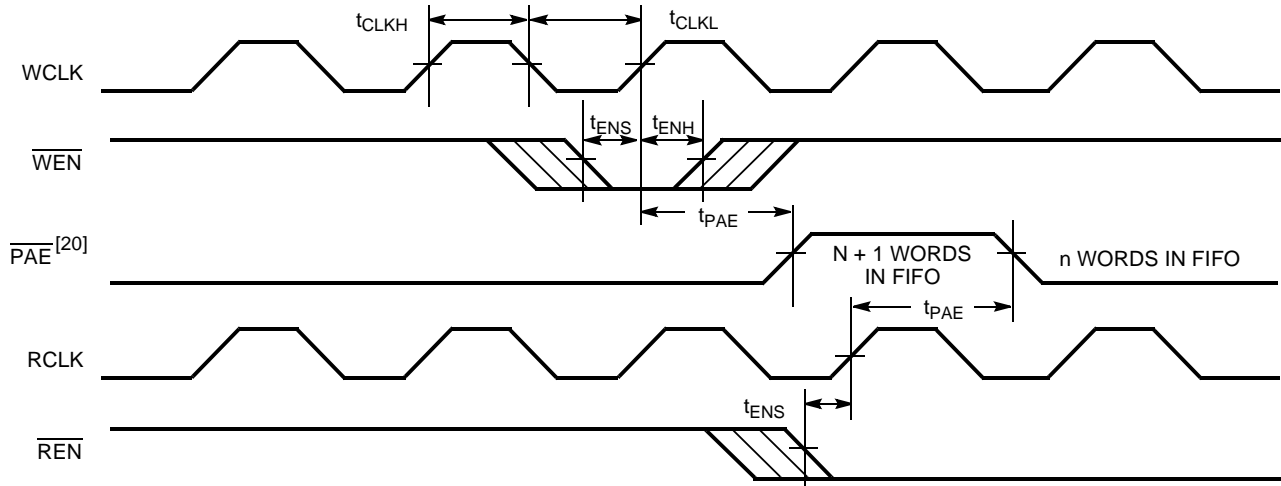 tCLKH
tCLKL
WCLK
tENS
tENH
WEN
tPAE
PAE[20]
N + 1 WORDS
IN FIFO
n WORDS IN FIFO
tPAE
RCLK
tENS
REN